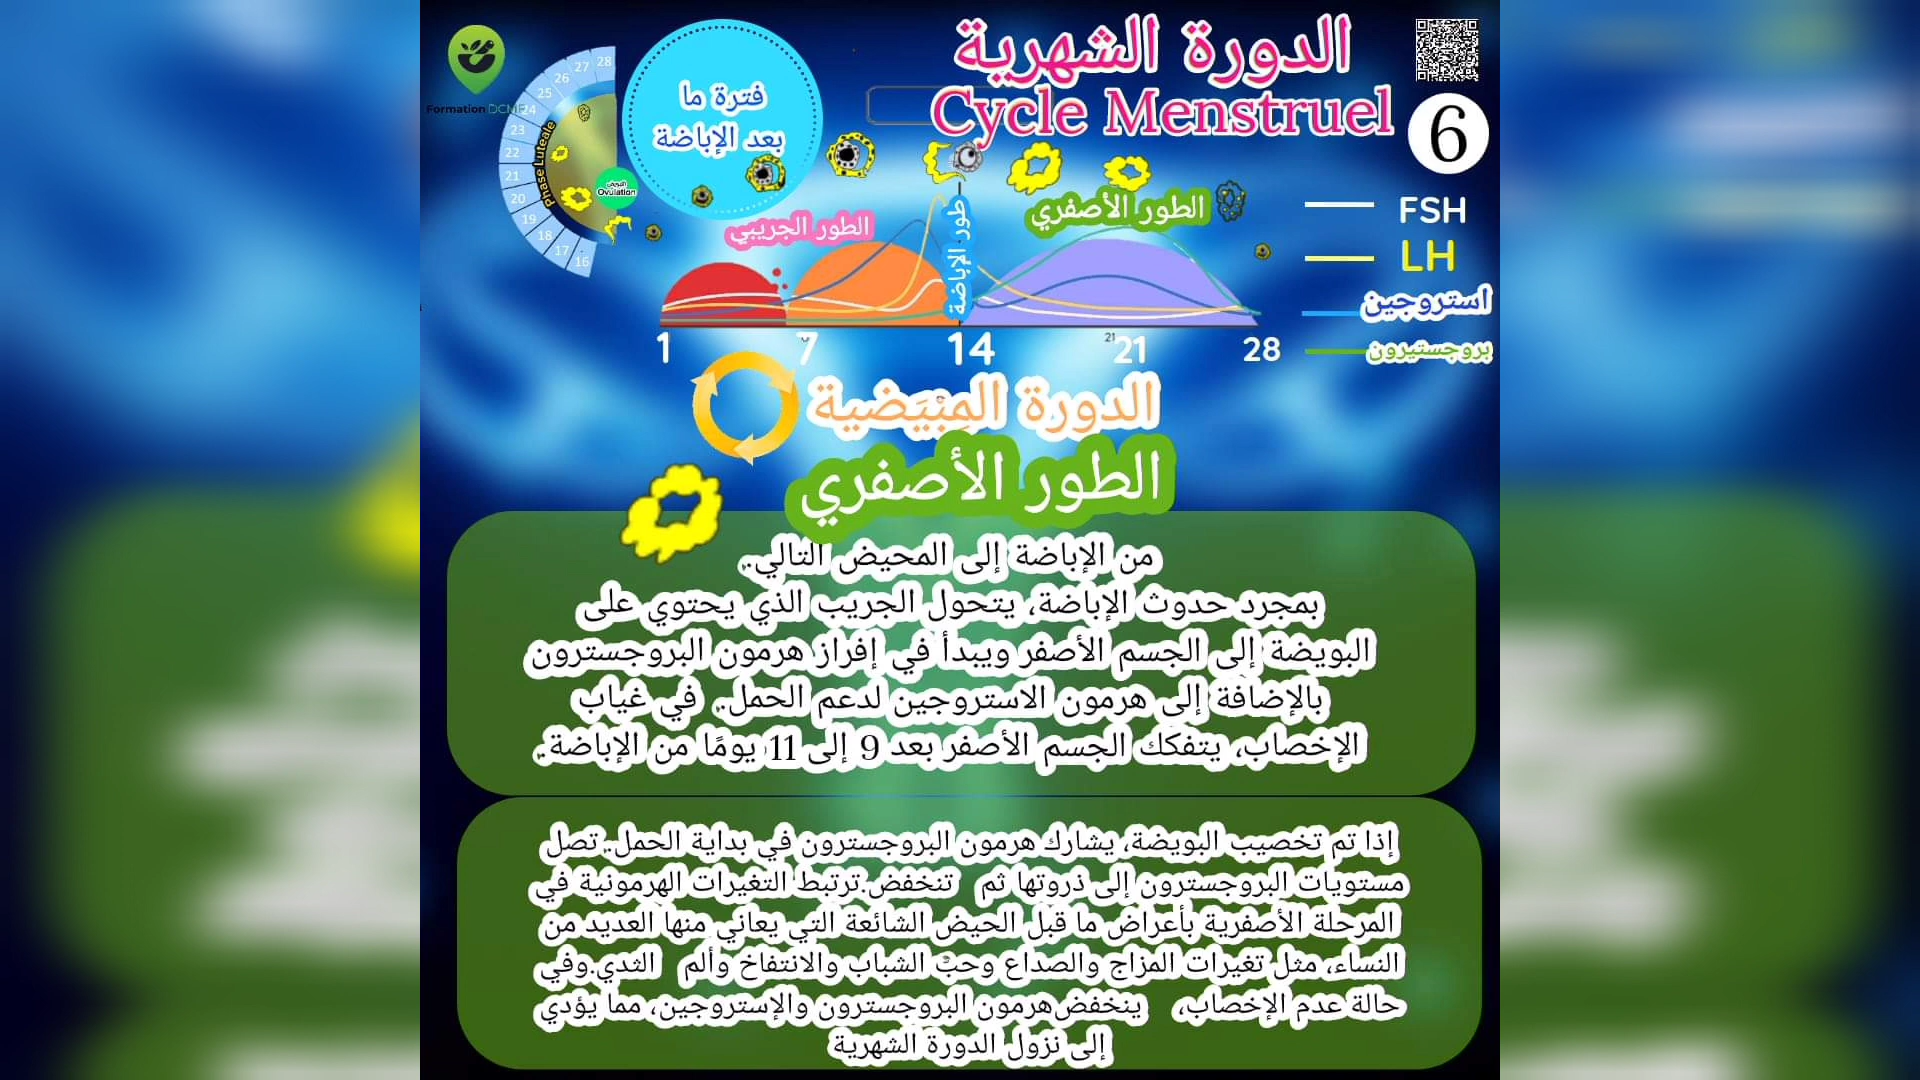 الدورة الشهرية
Cycle Menstruel
6
Formation DCMIP
28
27
26
25
24
23
22
21
20
19
18
17
16
Phase Lutéale
Ovulation
فترة ما
بعد الإباضة
الطور الجريبي
طور الإباضة
الطور الأصفري
FSH
LH
استروجين
بروجستيرون
1
7
14
21
21
28
الدورة المِبْيَضية
الطور الأصفري
من الإباضة إلى المحيض التالي.
بمجرد حدوث الإباضة، يتحول الجريب الذي يحتوي على
البويضة إلى الجسم الأصفر ويبدأ في إفراز هرمون البروجسترون
بالإضافة إلى هرمون الاستروجين لدعم الحمل. في غياب
الإخصاب، يتفكك الجسم الأصفر بعد 9 إلى 11 يومًا من الإباضة.
إذا تم تخصيب البويضة، يشارك هرمون البروجسترون في بداية الحمل. تصل
مستويات البروجسترون إلى ذروتها ثم تنخفض.ترتبط التغيرات الهرمونية في
المرحلة الأصفرية بأعراض ما قبل الحيض الشائعة التي يعاني منها العديد من
النساء، مثل تغيرات المزاج والصداع وحبّ الشباب والانتفاخ وألم الثدي.وفي
حالة عدم الإخصاب، ينخفض هرمون البروجسترون والإستروجين، مما يؤدي
إلى نزول الدورة الشهرية